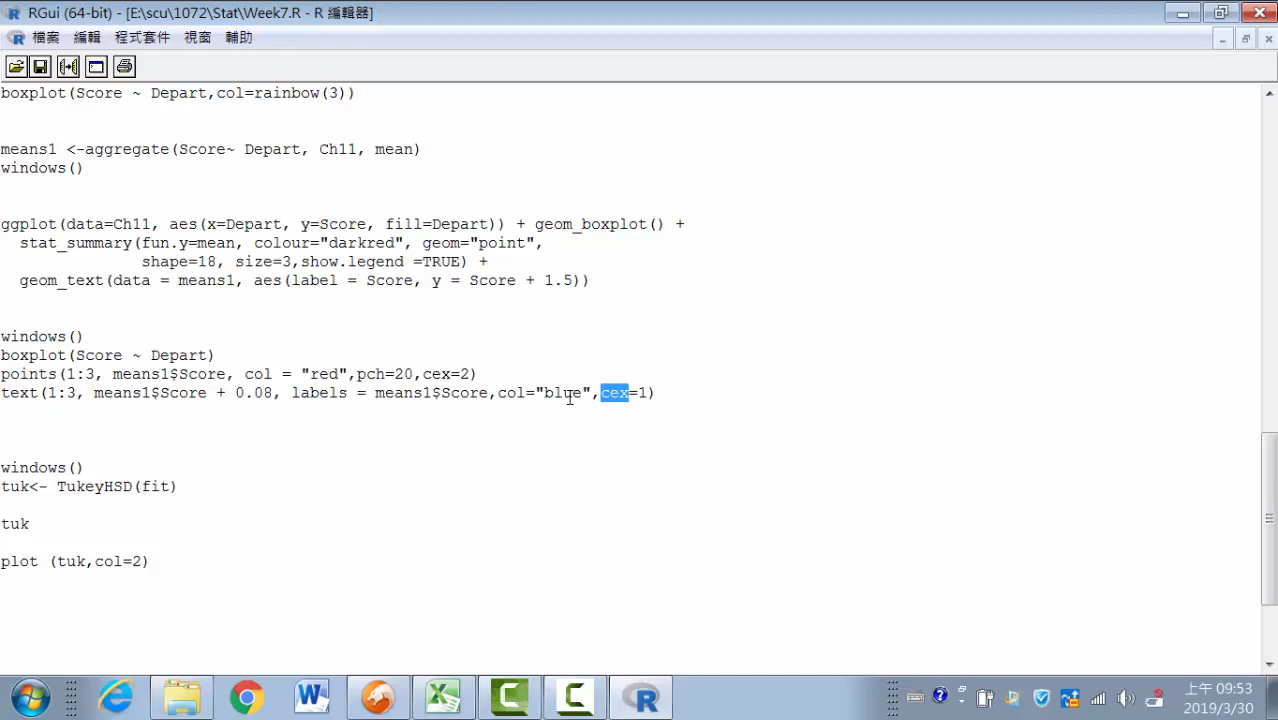 RGui (64-bit) - [E:\scu\1072\Stat\Week7.R - R 編輯器]
檔案 編輯 程式套件 視窗 輔助
boxplot(Score ~ Depart,col=rainbow(3))
means1 <-aggregate(Score~ Depart, Ch11, mean)
windows()
ggplot(data=Ch11, aes(x=Depart, y=Score, fill=Depart)) + geom_boxplot() +
  stat_summary(fun.y=mean, colour="darkred", geom="point",
               shape=18, size=3,show.legend =TRUE) +
  geom_text(data = means1, aes(label = Score, y = Score + 1.5))
windows()
boxplot(Score ~ Depart)
points(1:3, means1$Score, col = "red",pch=20,cex=2)
text(1:3, means1$Score + 0.08, labels = means1$Score,col="blue",cex=1)
windows()
tuk<- TukeyHSD(fit)
tuk
plot (tuk,col=2)
上午 09:53
2019/3/30